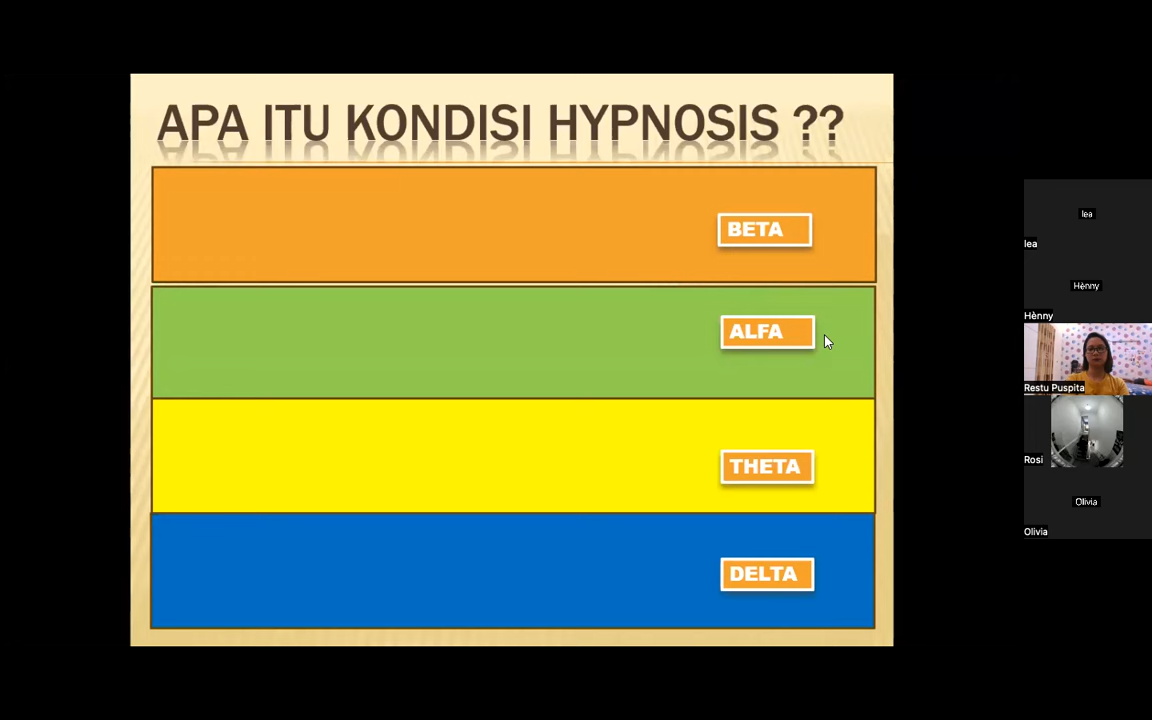 APA ITU KONDISI HYPNOSIS ??
BETA
ALFA
THETA
DELTA
lea
lea
Hènny
Hènny
Restu Puspita
Rosi
Olivia
Olivia